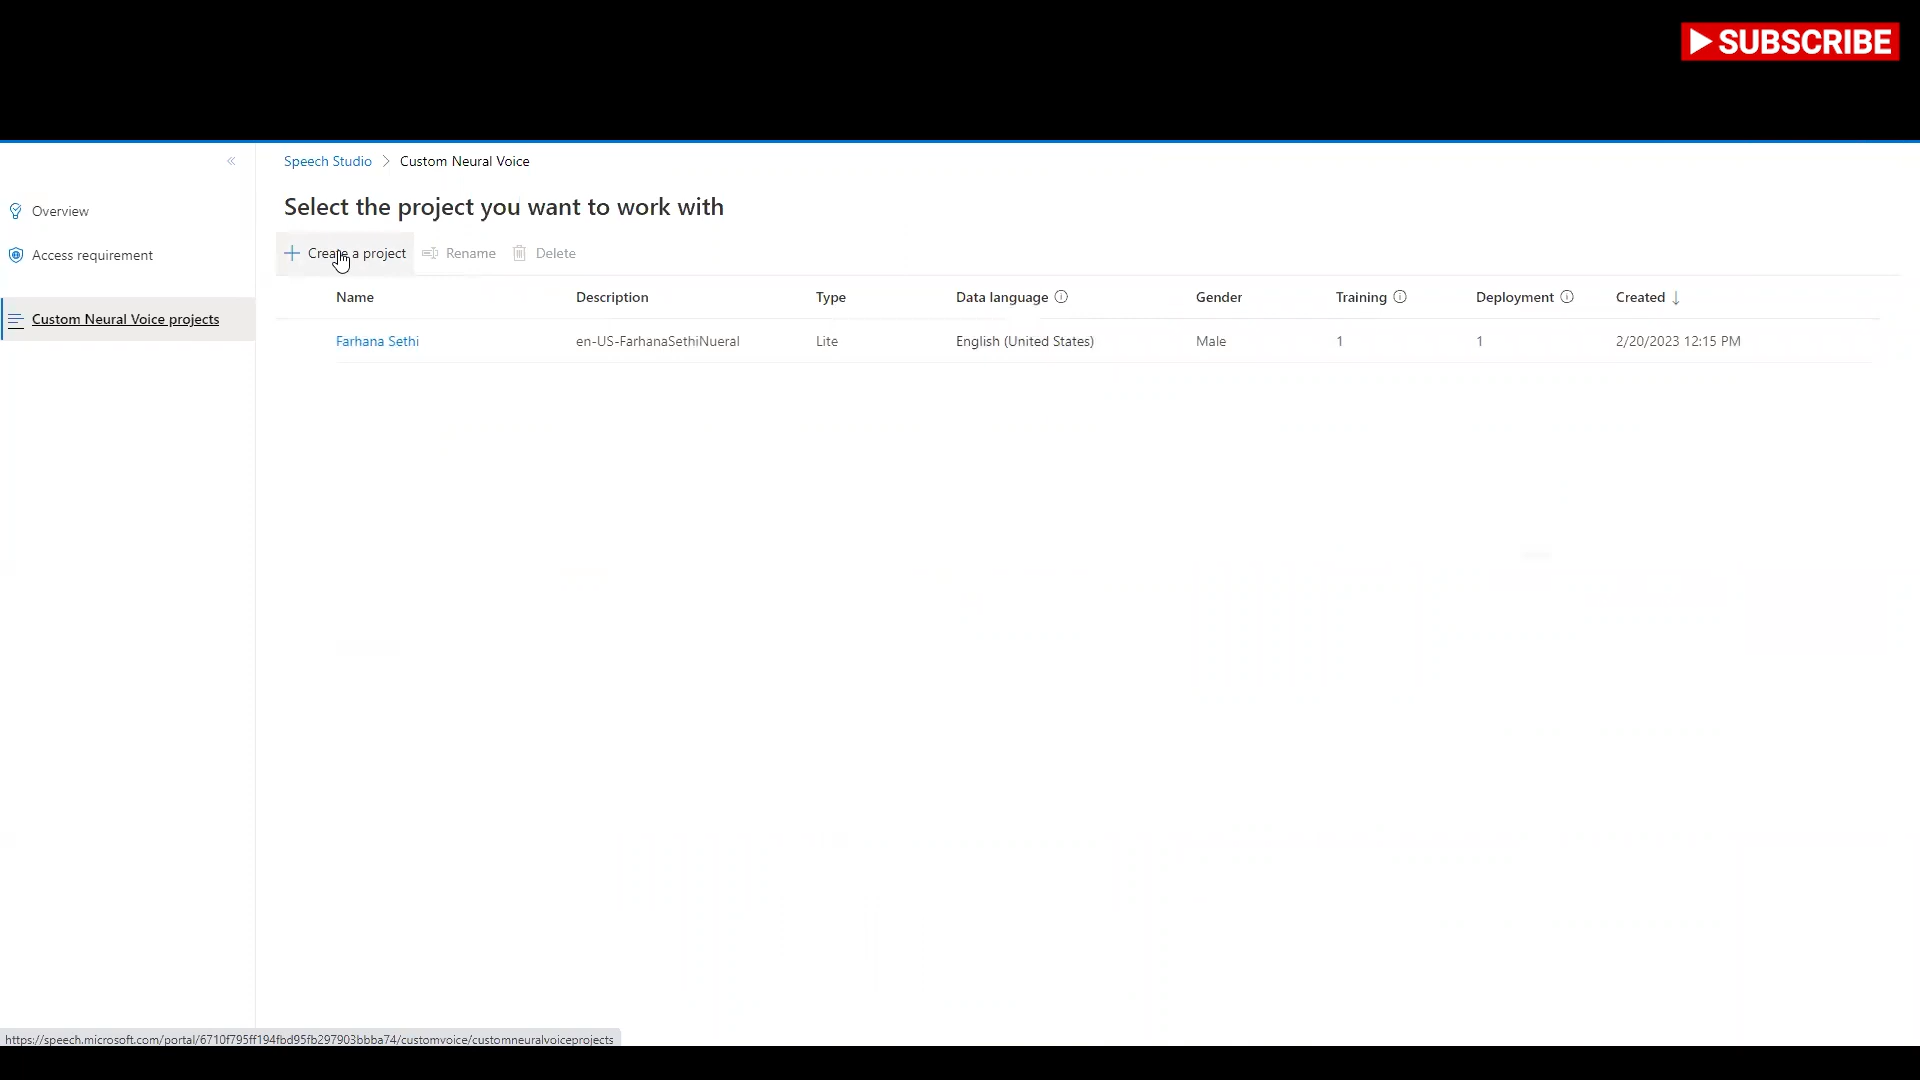 SUBSCRIBE
Speech Studio > Custom Neural Voice
Overview
Select the project you want to work with
Access requirement
Create a project Rename Delete
Custom Neural Voice projects
Name Description Type Data language Gender Training Deployment Created ↓
Farhana Sethi en-US-FarhanaSethiNueral Lite English (United States) Male 1 1 2/20/2023 12:15 PM
https://speech.microsoft.com/portal/6710f795ff194fbd95fb297903bbba74/customvoice/customneuralvoiceprojects